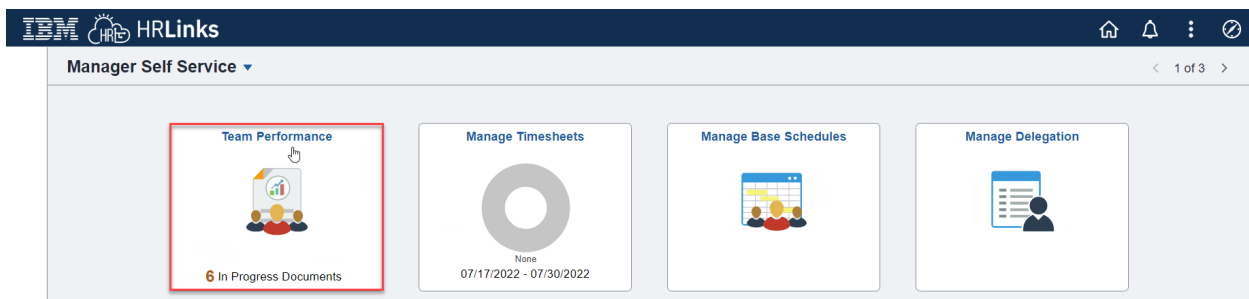 IBM HR HRLinks
Manager Self Service
1 of 3
Team Performance
6 In Progress Documents
Manage Timesheets
None
07/17/2022 - 07/30/2022
Manage Base Schedules
Manage Delegation